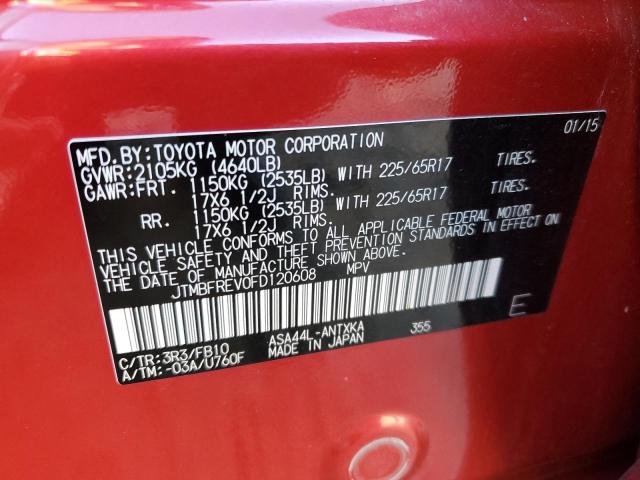 01/15
MFD.BY:TOYOTA MOTOR CORPORATION
GVWR:2105KG (4640LB)
GAWR:FRT. 1150KG (2535LB) WITH 225/65R17 TIRES.
17X6 1/2J RIMS.
RR. 1150KG (2535LB) WITH 225/65R17 TIRES.
17X6 1/2J RIMS.
THIS VEHICLE CONFORMS TO ALL APPLICABLE FEDERAL MOTOR
VEHICLE SAFETY AND THEFT PREVENTION STANDARDS IN EFFECT ON
THE DATE OF MANUFACTURE SHOWN ABOVE.
JTMBFREV0FD120608 MPV
E
C/TR:3R3/FB10 ASA44L-ANTXKA 355
A/TM:-03A/U760F MADE IN JAPAN